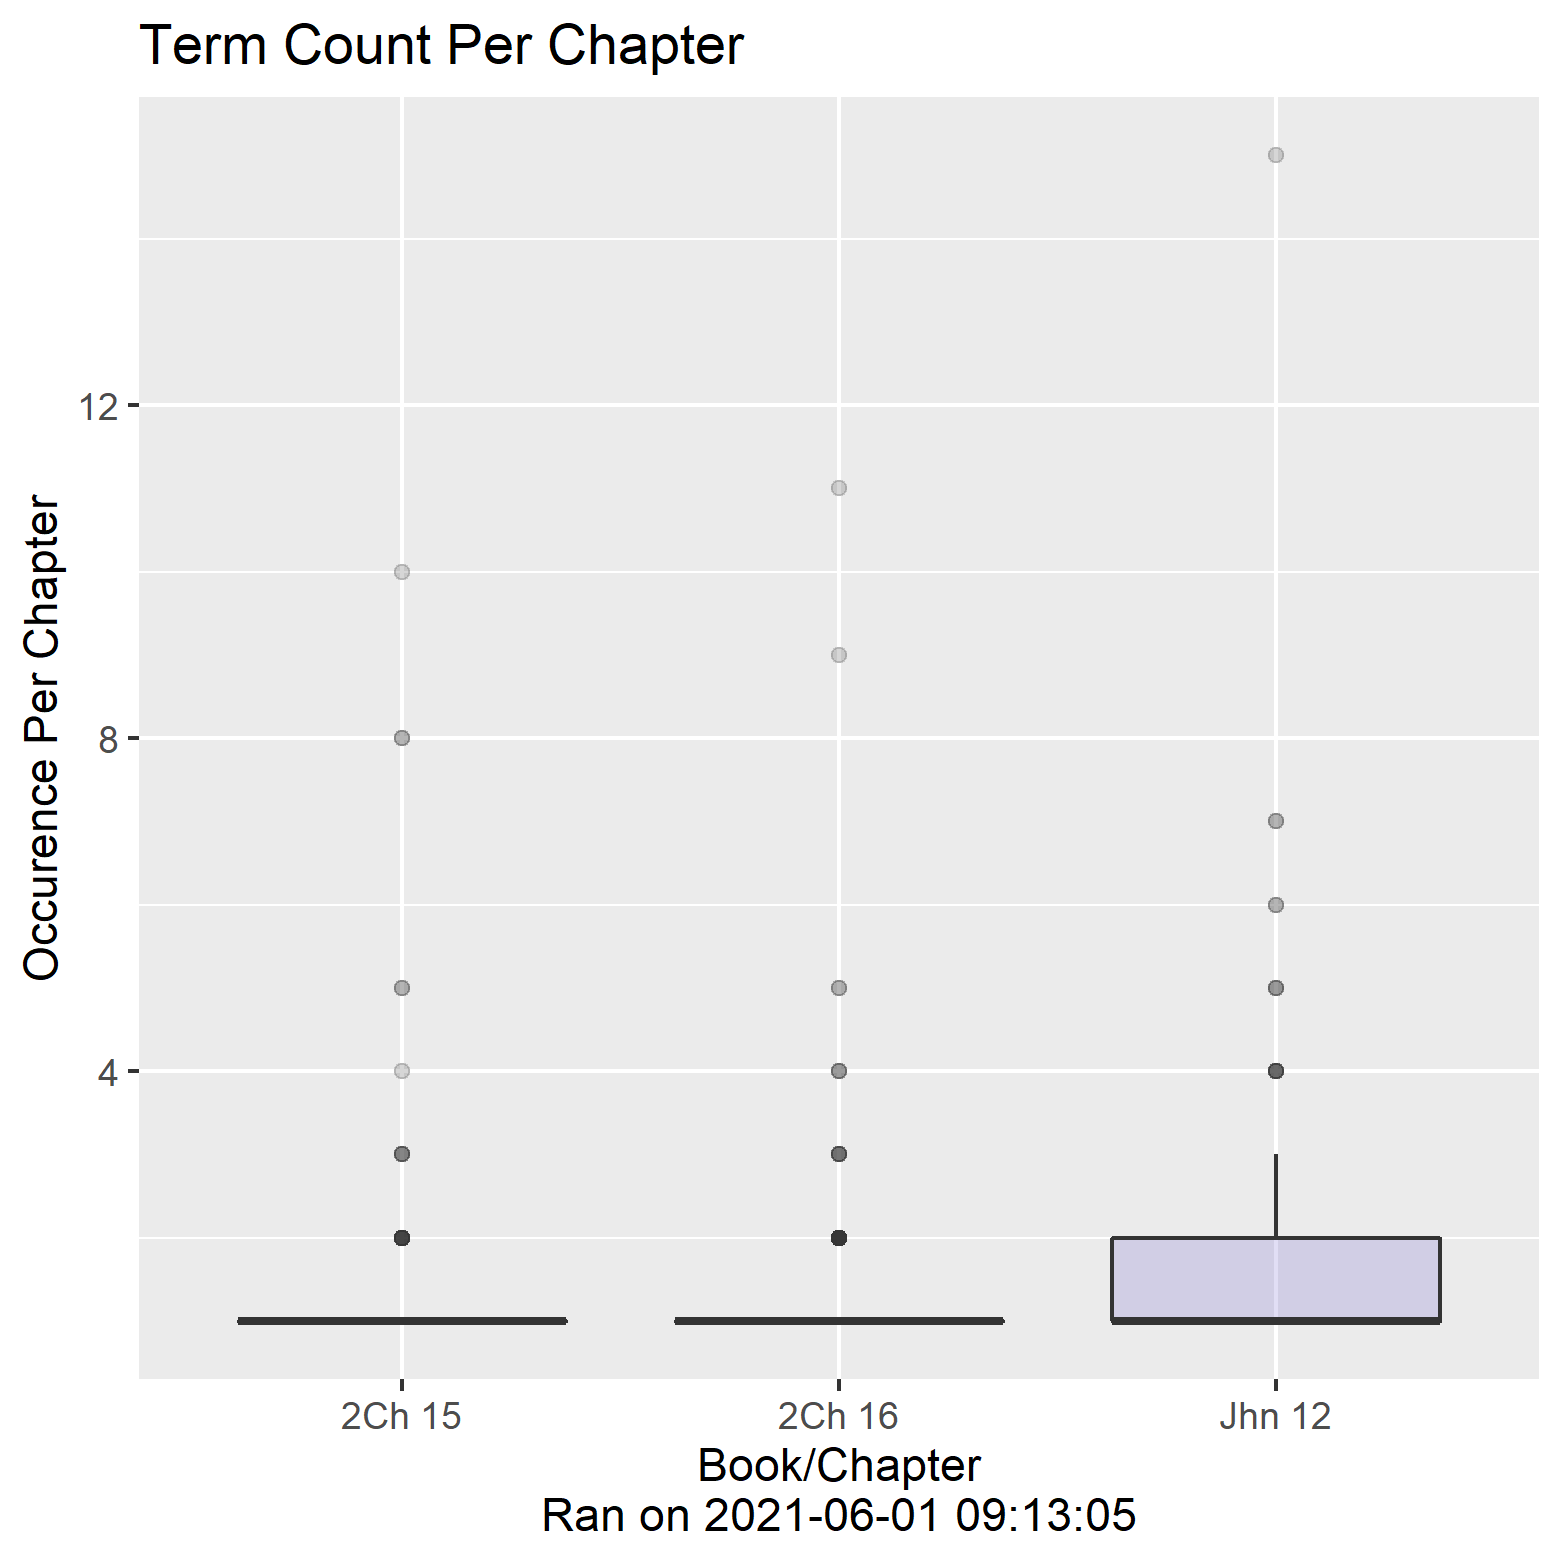 Term Count Per Chapter
Occurence Per Chapter
12
8
4
2Ch 15
2Ch 16
Jhn 12
Book/Chapter
Ran on 2021-06-01 09:13:05